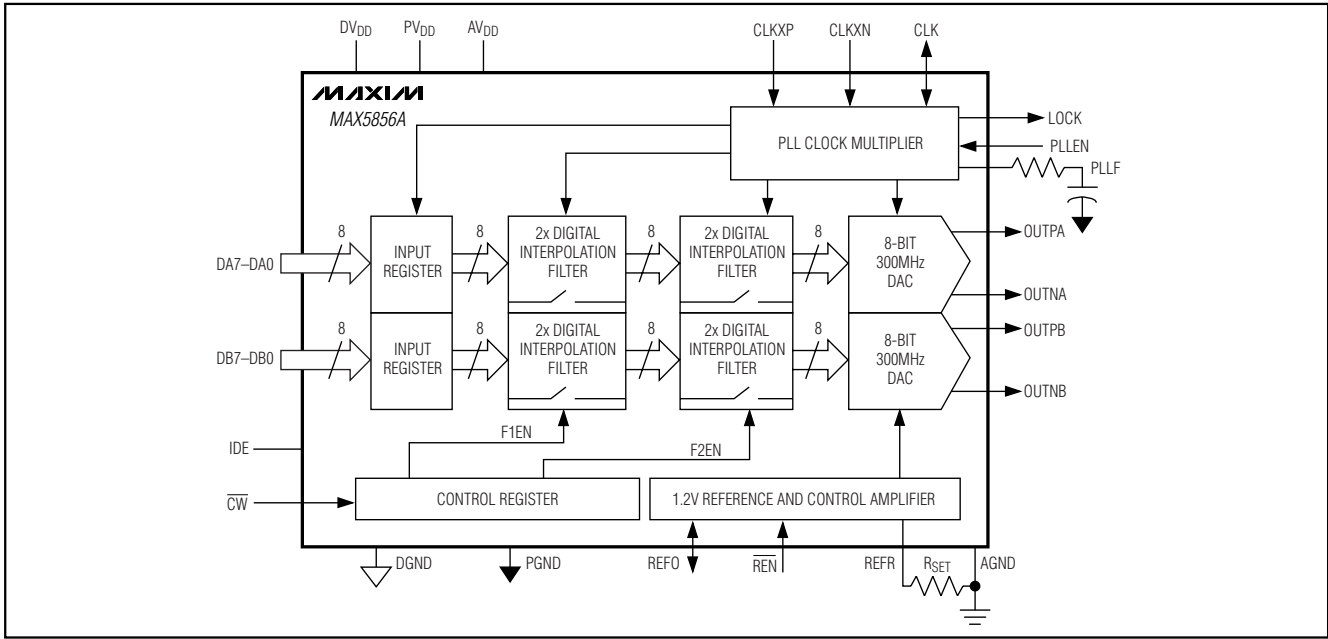 DVDD PVDD AVDD CLKXP CLKXN CLK
MAXIM
MAX5856A
PLL CLOCK MULTIPLIER
LOCK
PLLEN
PLLF
DA7–DA0
8
INPUT
REGISTER
8
2x DIGITAL
INTERPOLATION
FILTER
8
2x DIGITAL
INTERPOLATION
FILTER
8
8-BIT
300MHz
DAC
OUTPA
OUTNA
DB7–DB0
8
INPUT
REGISTER
8
2x DIGITAL
INTERPOLATION
FILTER
8
2x DIGITAL
INTERPOLATION
FILTER
8
8-BIT
300MHz
DAC
OUTPB
OUTNB
IDE
F1EN
F2EN
CW
CONTROL REGISTER
1.2V REFERENCE AND CONTROL AMPLIFIER
DGND PGND REFO REN REFR RSET AGND